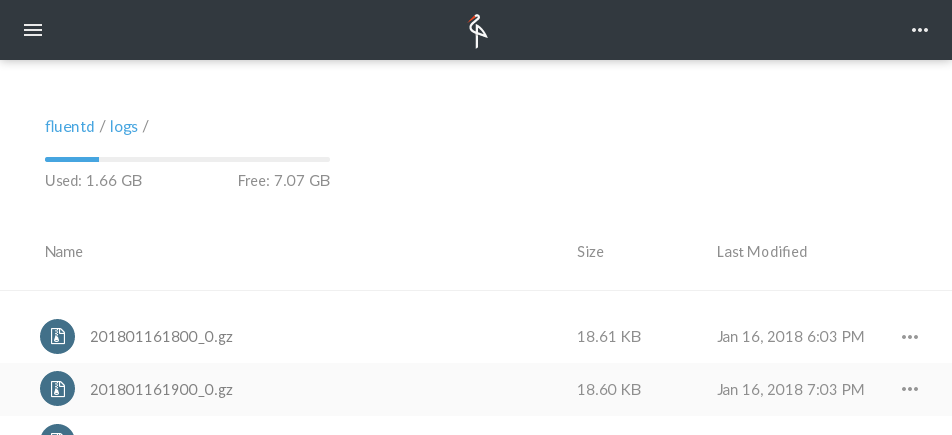 fluentd / logs /
Used: 1.66 GB Free: 7.07 GB
Name Size Last Modified
201801161800_0.gz 18.61 KB Jan 16, 2018 6:03 PM
201801161900_0.gz 18.60 KB Jan 16, 2018 7:03 PM